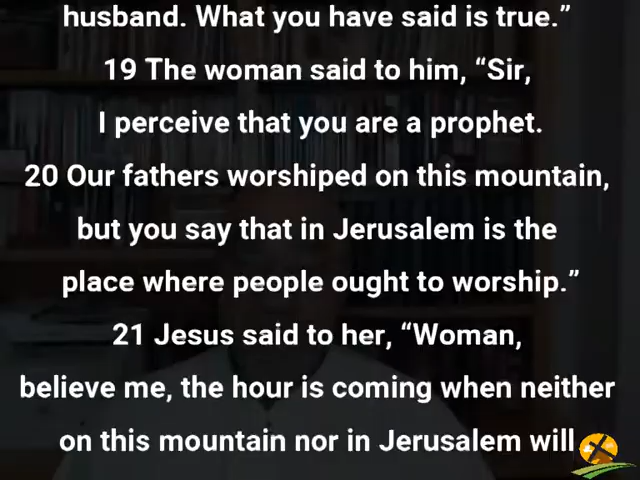 husband. What you have said is true.”
19 The woman said to him, “Sir,
I perceive that you are a prophet.
20 Our fathers worshiped on this mountain,
but you say that in Jerusalem is the
place where people ought to worship.”
21 Jesus said to her, “Woman,
believe me, the hour is coming when neither
on this mountain nor in Jerusalem will